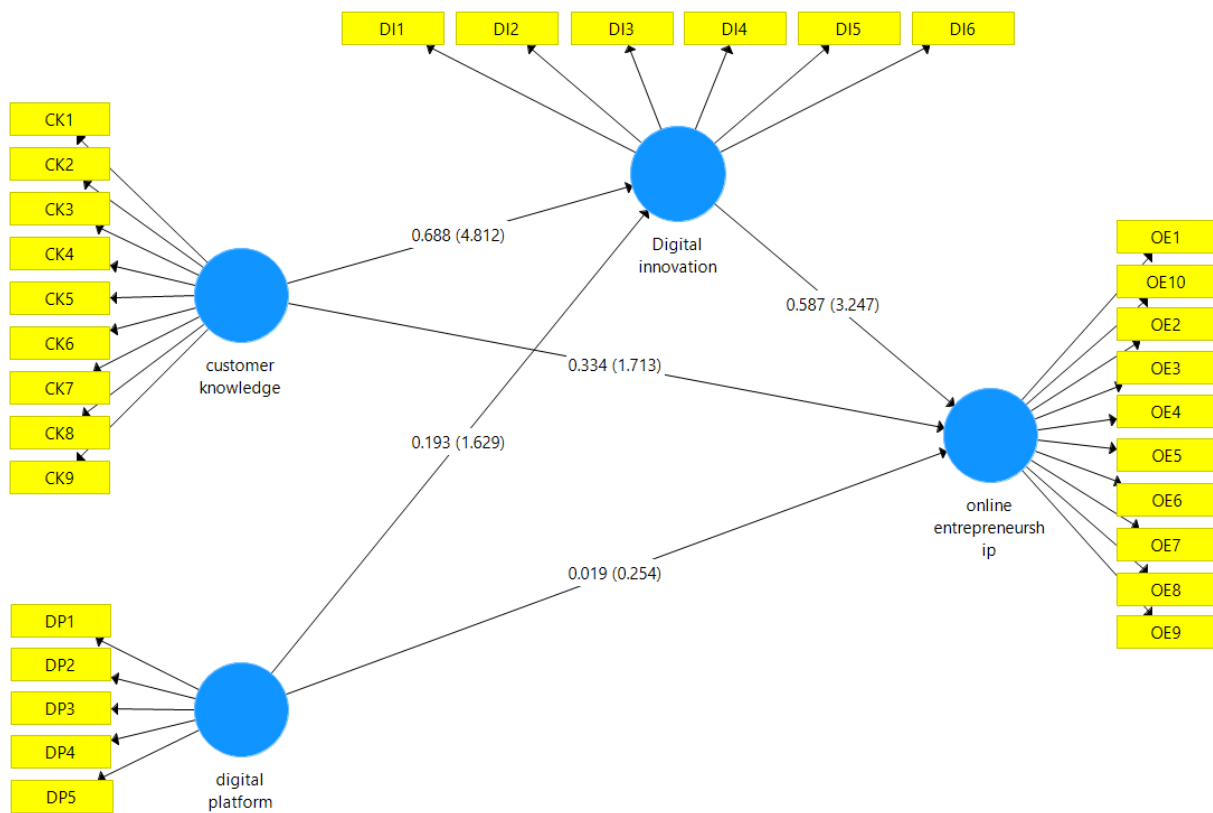 DI1
DI2
DI3
DI4
DI5
DI6
CK1
CK2
CK3
CK4
CK5
CK6
CK7
CK8
CK9
customer
knowledge
Digital
innovation
0.688 (4.812)
0.587 (3.247)
0.334 (1.713)
0.193 (1.629)
0.019 (0.254)
OE1
OE10
OE2
OE3
OE4
OE5
OE6
OE7
OE8
OE9
online
entrepreneursh
ip
DP1
DP2
DP3
DP4
DP5
digital
platform